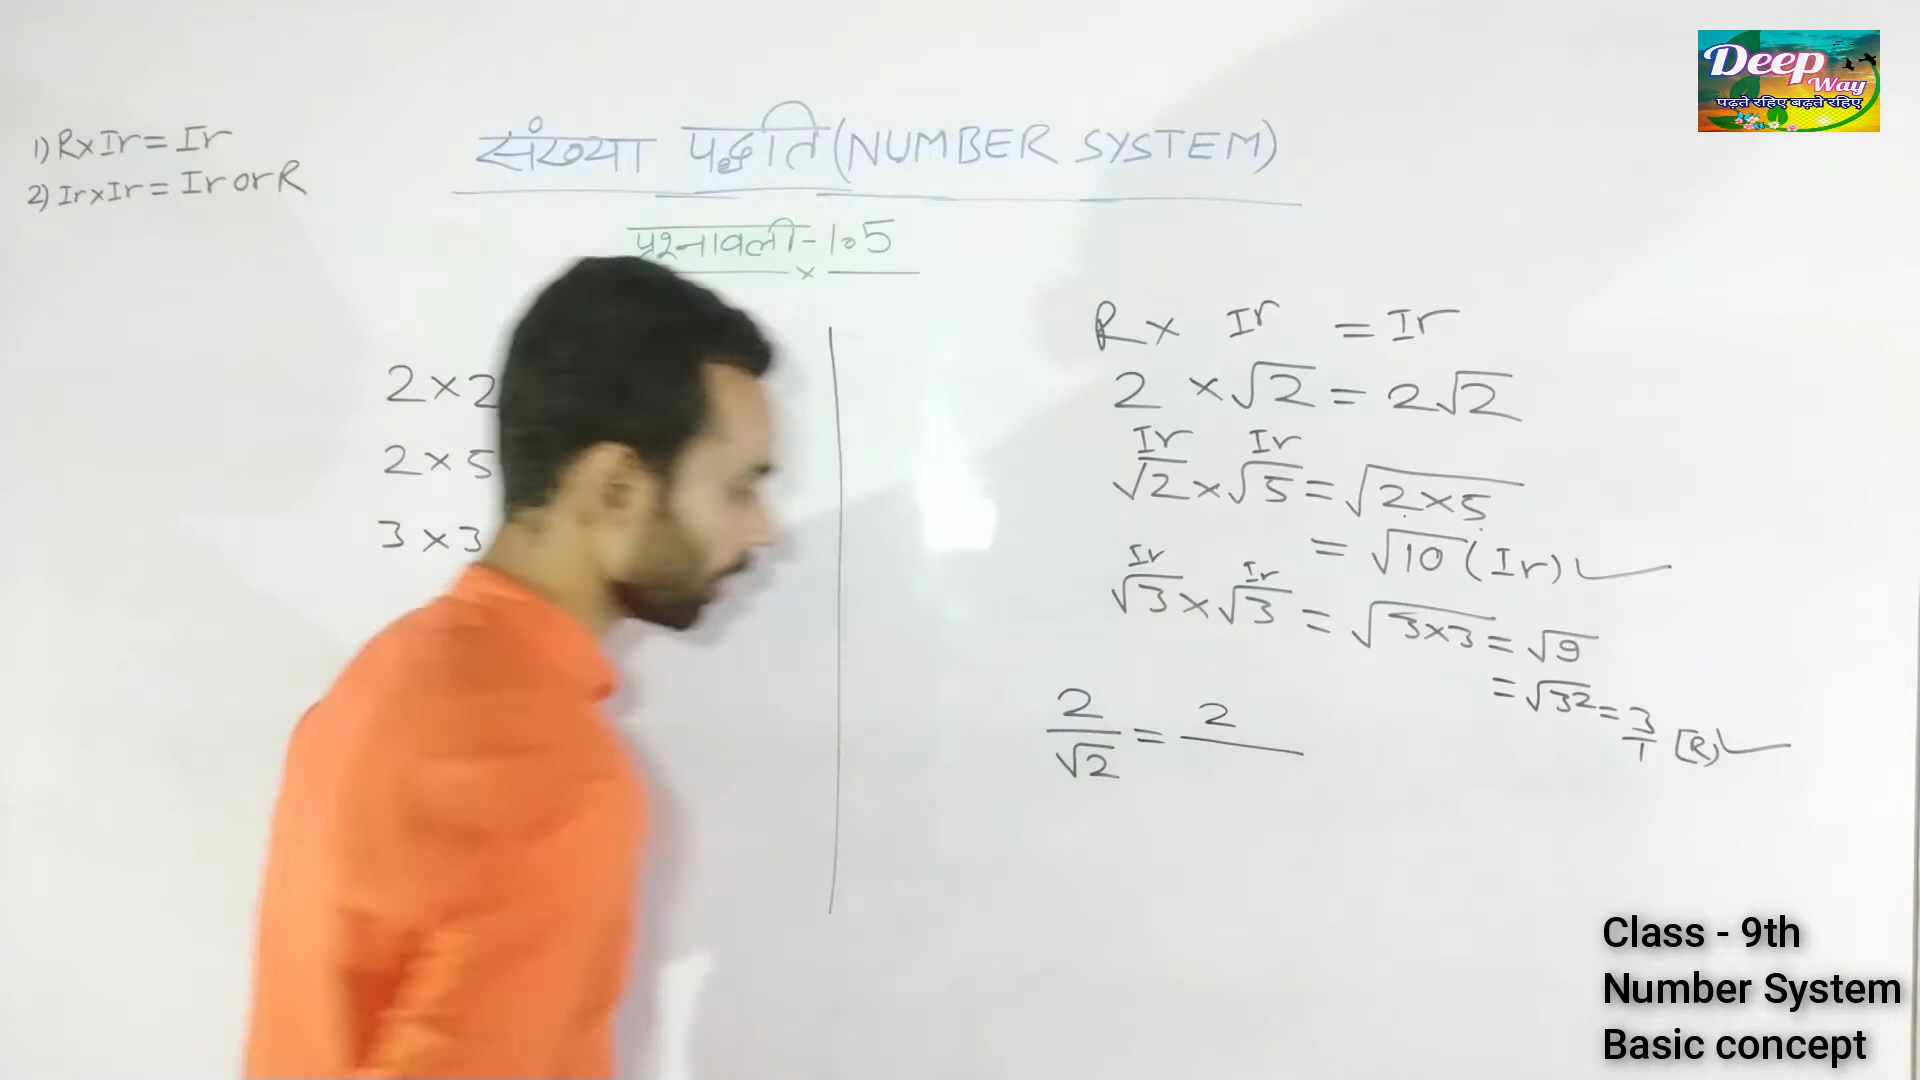 Deep
Way
पढ़ते रहिए बढ़ते रहिए
1) R×Ir = Ir
2) Ir×Ir = Ir or R
संख्या पद्धति (NUMBER SYSTEM)
प्रश्नावली - 1.5
×
2 × 2
2 × 5
3 × 3
R × Ir = Ir
2 × √2 = 2√2
Ir Ir
√2 × √5 = √2×5
= √10 (Ir) ✓
Ir Ir
√3 × √3 = √3×3 = √9
= √3² = 3/1 (R) ✓
2/√2 = 2/
Class - 9th
Number System
Basic concept